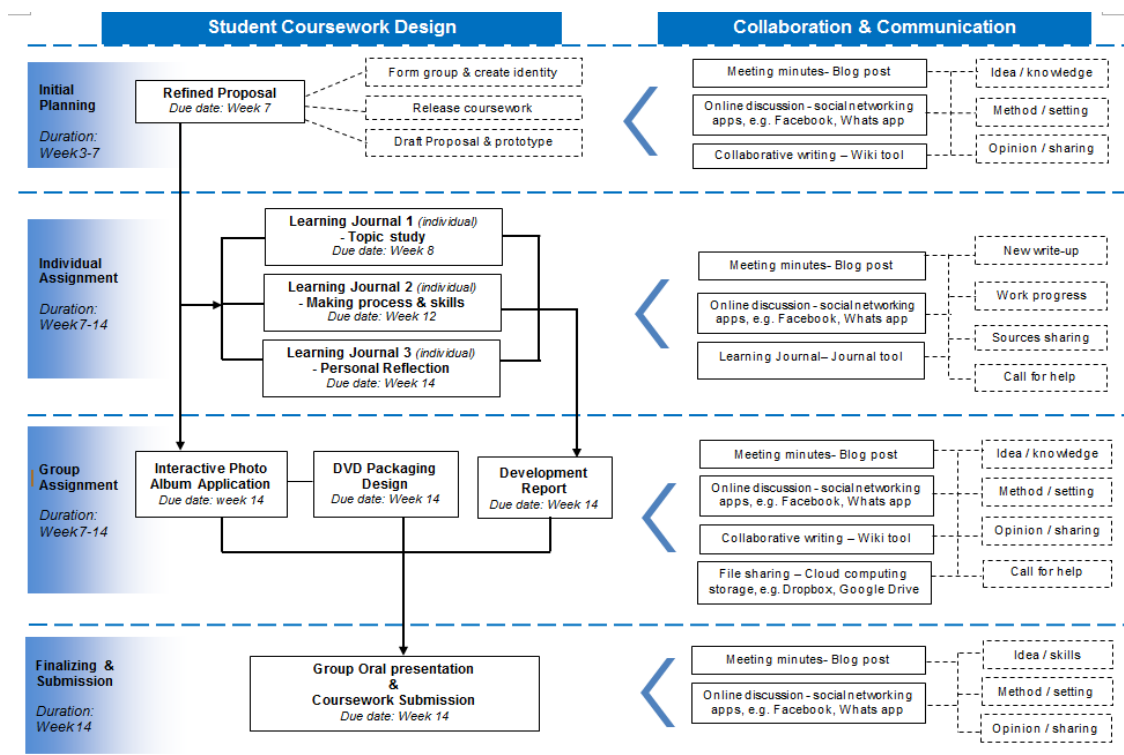 Student Coursework Design
Collaboration & Communication
Initial
Planning
Duration:
Week3-7
Refined Proposal
Due date: Week 7
Form group & create identity
Release coursework
Draft Proposal & prototype
Meeting minutes- Blog post
Online discussion - social networking
apps, e.g. Facebook, Whats app
Collaborative writing – Wiki tool
Idea / knowledge
Method / setting
Opinion / sharing
Individual
Assignment
Duration:
Week7-14
Learning Journal 1 (individual)
- Topic study
Due date: Week 8
Learning Journal 2 (individual)
- Making process & skills
Due date: Week 12
Learning Journal 3 (individual)
- Personal Reflection
Due date: Week 14
Meeting minutes- Blog post
Online discussion - social networking
apps, e.g. Facebook, Whats app
Learning Journal– Journal tool
New write-up
Work progress
Sources sharing
Call for help
Group
Assignment
Duration:
Week7-14
Interactive Photo
Album Application
Due date: week 14
DVD Packaging
Design
Due date: Week 14
Development
Report
Due date: Week 14
Meeting minutes- Blog post
Online discussion - social networking
apps, e.g. Facebook, Whats app
Collaborative writing – Wiki tool
File sharing – Cloud computing
storage, e.g. Dropbox, Google Drive
Idea / knowledge
Method / setting
Opinion / sharing
Call for help
Finalizing &
Submission
Duration:
Week14
Group Oral presentation
&
Coursework Submission
Due date: Week 14
Meeting minutes- Blog post
Online discussion - social networking
apps, e.g. Facebook, Whats app
Idea / skills
Method / setting
Opinion / sharing